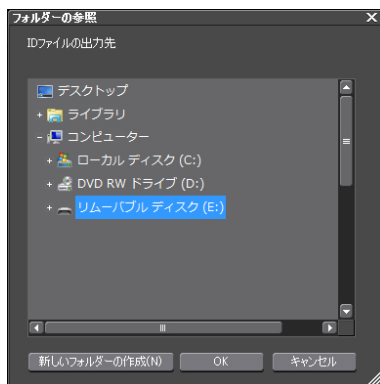 フォルダーの参照
IDファイルの出力先
デスクトップ
+ ライブラリ
- コンピューター
+ ローカル ディスク (C:)
+ DVD RW ドライブ (D:)
+ リムーバブル ディスク (E:)
新しいフォルダーの作成(N) OK キャンセル